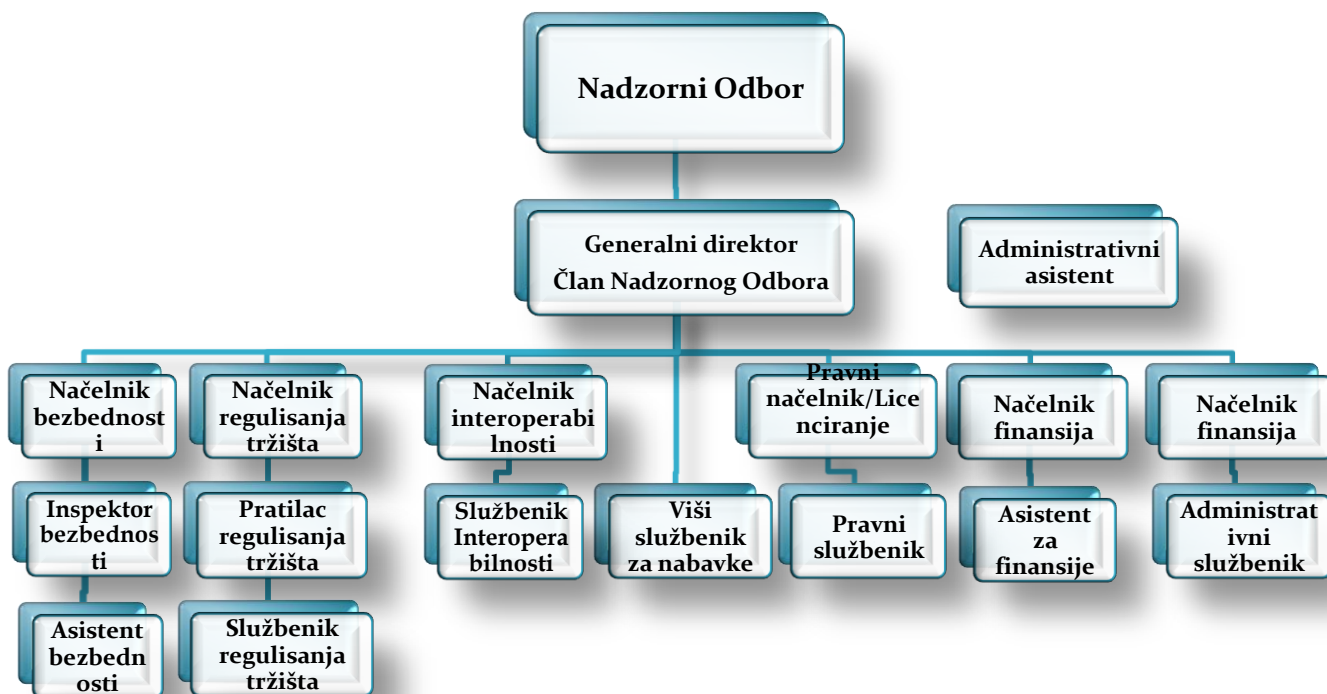 Nadzorni Odbor
Generalni direktor
Član Nadzornog Odbora
Administrativni
asistent
Načelnik
bezbednost
i
Načelnik
regulisanja
tržišta
Načelnik
interoperabi
lnosti
Pravni
načelnik/Lice
nciranje
Načelnik
finansija
Načelnik
finansija
Inspektor
bezbednos
ti
Pratilac
regulisanja
tržišta
Službenik
Interopera
bilnosti
Viši
službenik
za nabavke
Pravni
službenik
Asistent
za
finansije
Administrat
ivni
službenik
Asistent
bezbedn
osti
Službenik
regulisanja
tržišta